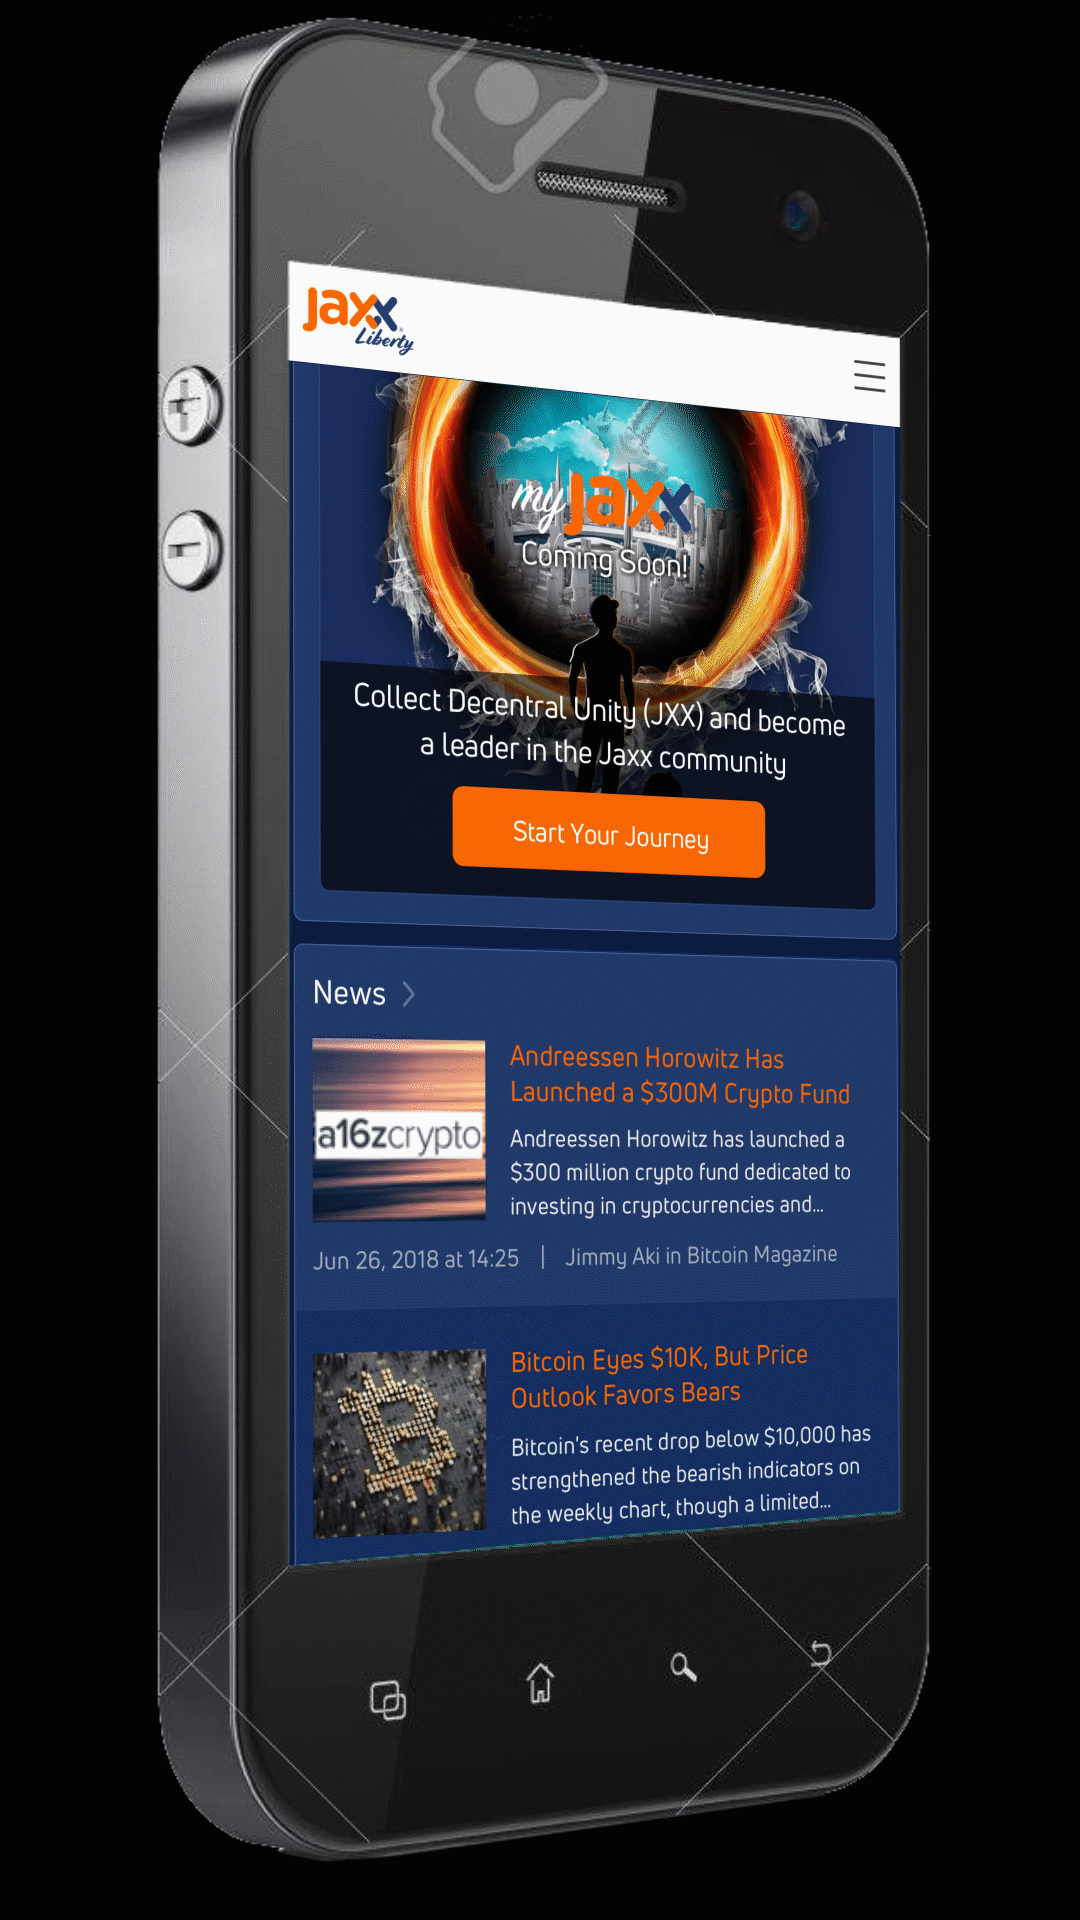 Jaxx
Liberty
my Jaxx
Coming Soon!
Collect Decentral Unity (JXX) and become
a leader in the Jaxx community
Start Your Journey
News
a16zcrypto
Andreessen Horowitz Has
Launched a $300M Crypto Fund
Andreessen Horowitz has launched a
$300 million crypto fund dedicated to
investing in cryptocurrencies and...
Jun 26, 2018 at 14:25 | Jimmy Aki in Bitcoin Magazine
Bitcoin Eyes $10K, But Price
Outlook Favors Bears
Bitcoin's recent drop below $10,000 has
strengthened the bearish indicators on
the weekly chart, though a limited...